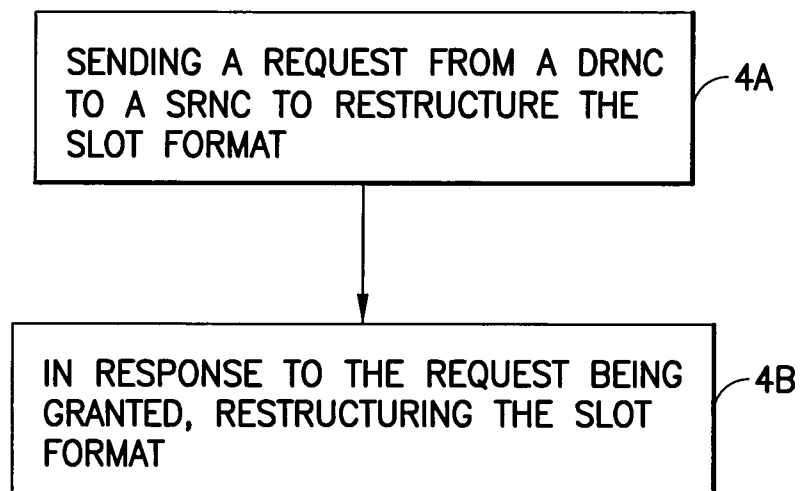 SENDING A REQUEST FROM A DRNC
TO A SRNC TO RESTRUCTURE THE
SLOT FORMAT
4A
IN RESPONSE TO THE REQUEST BEING
GRANTED, RESTRUCTURING THE SLOT
FORMAT
4B